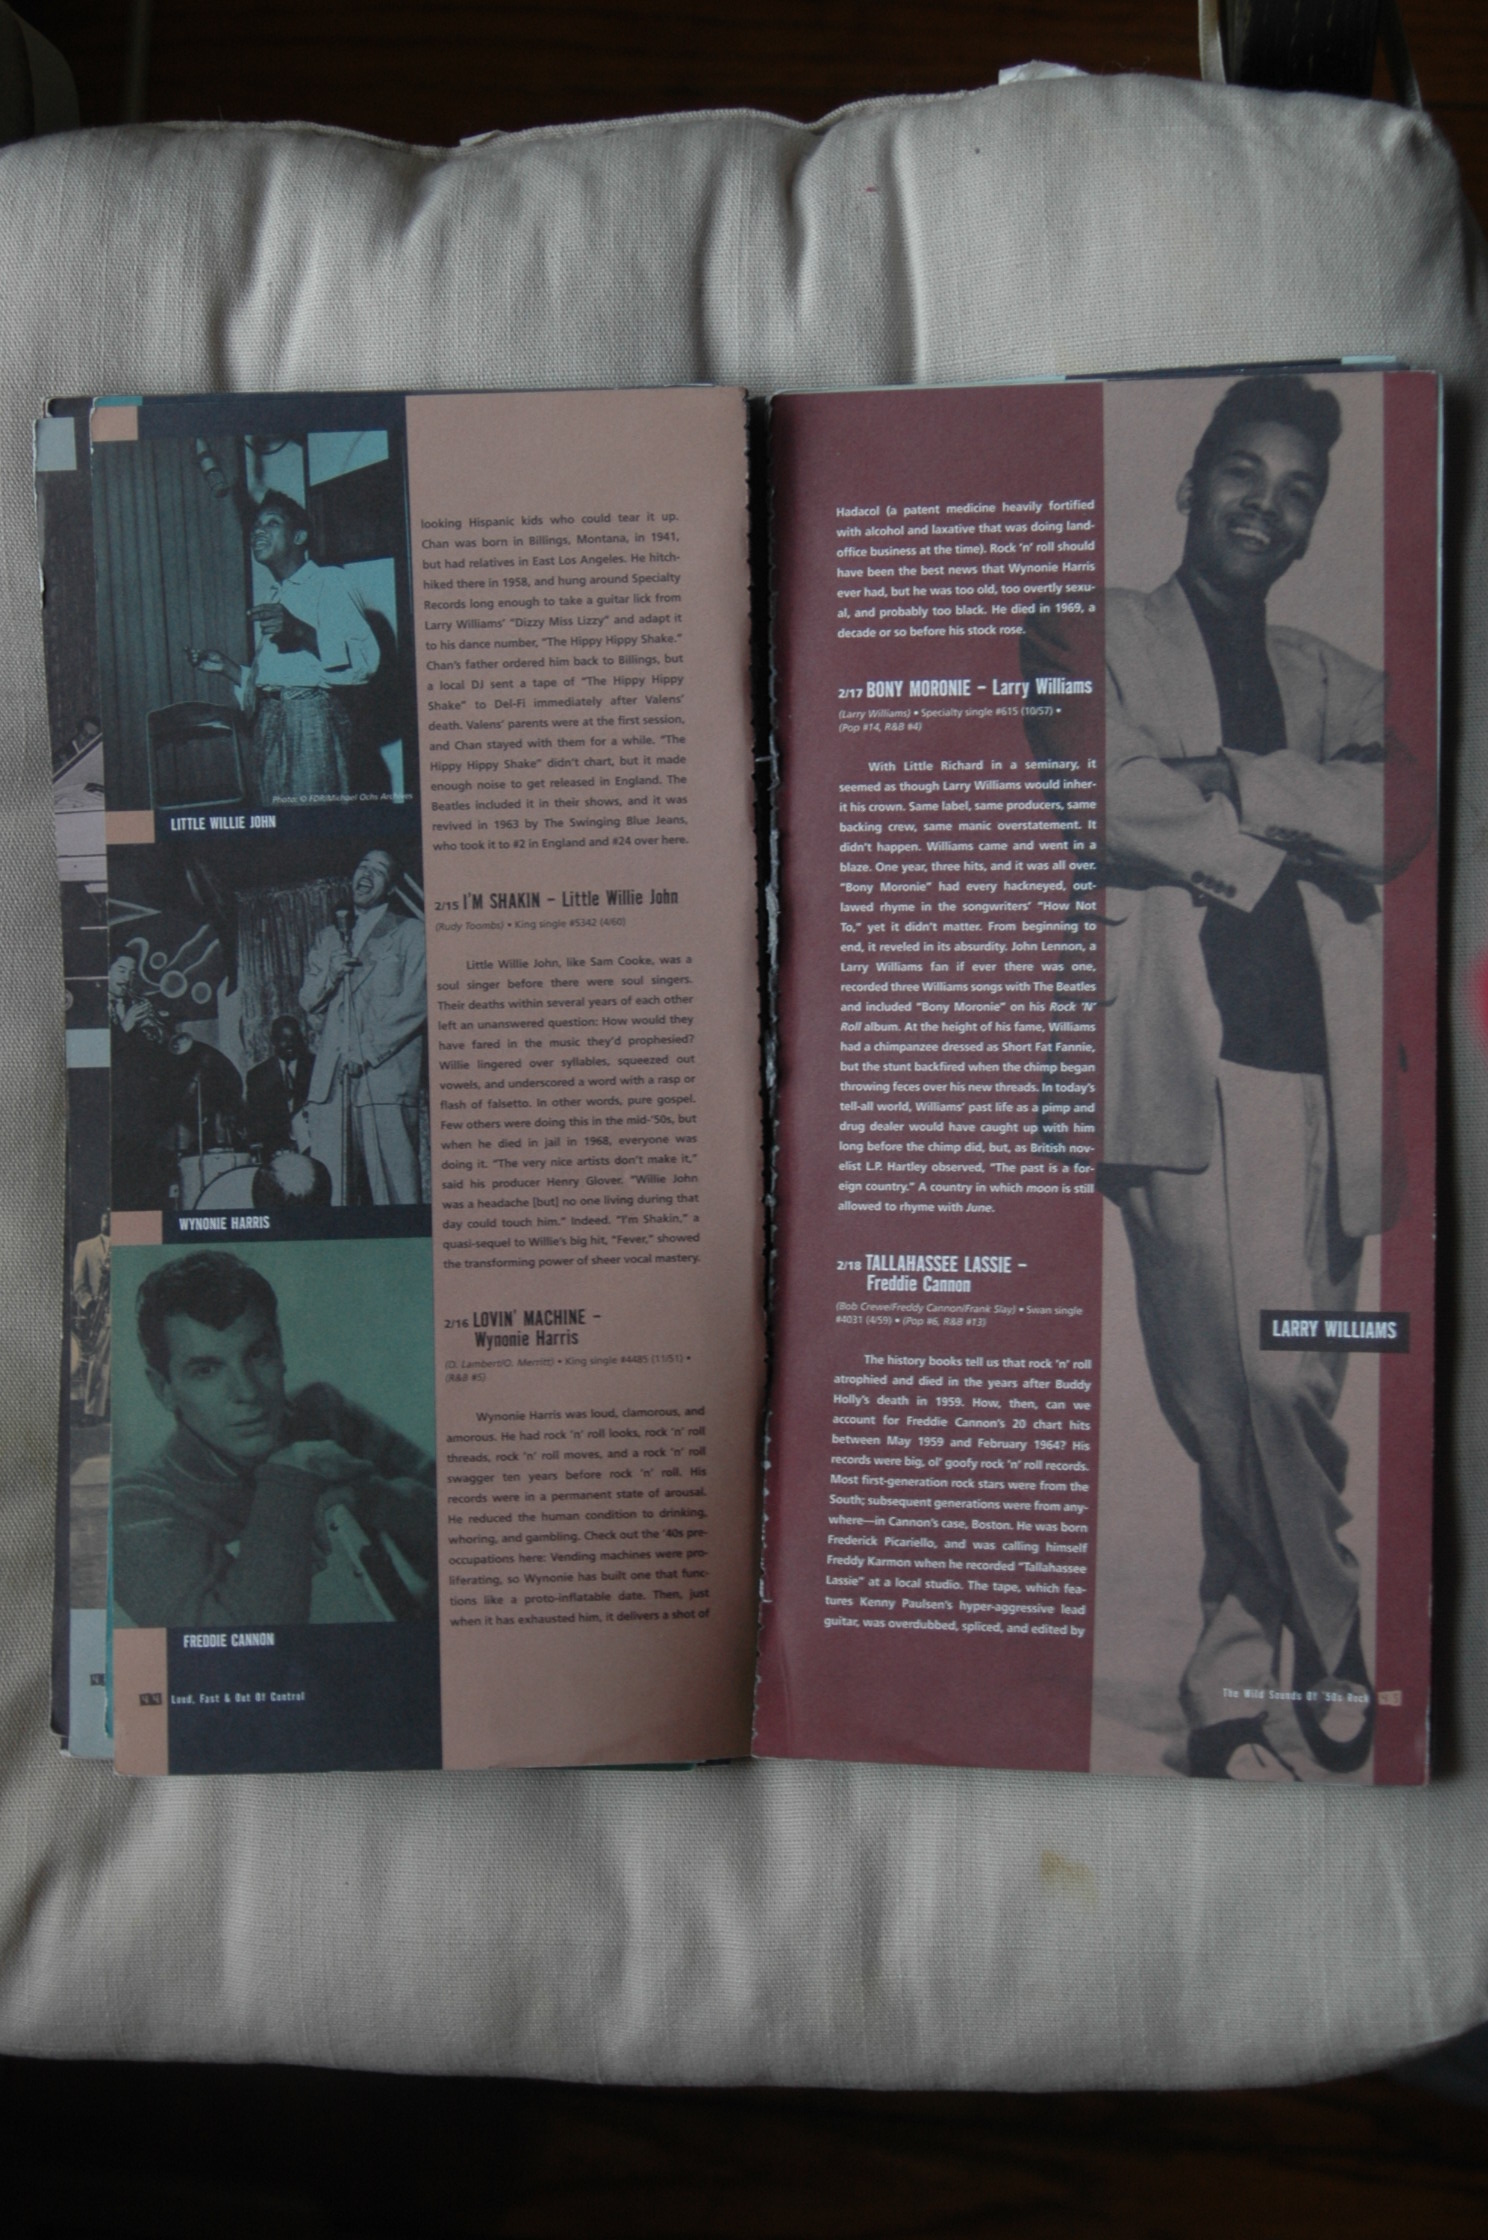 Photo: © FDR/Michael Ochs Archives
LITTLE WILLIE JOHN
WYNONIE HARRIS
FREDDIE CANNON
44 Loud, Fast & Out Of Control
looking Hispanic kids who could tear it up.
Chan was born in Billings, Montana, in 1941,
but had relatives in East Los Angeles. He hitch-
hiked there in 1958, and hung around Specialty
Records long enough to take a guitar lick from
Larry Williams' "Dizzy Miss Lizzy" and adapt it
to his dance number, "The Hippy Hippy Shake."
Chan's father ordered him back to Billings, but
a local DJ sent a tape of "The Hippy Hippy
Shake" to Del-Fi immediately after Valens'
death. Valens' parents were at the first session,
and Chan stayed with them for a while. "The
Hippy Hippy Shake" didn't chart, but it made
enough noise to get released in England. The
Beatles included it in their shows, and it was
revived in 1963 by The Swinging Blue Jeans,
who took it to #2 in England and #24 over here.
2/15 I'M SHAKIN – Little Willie John
(Rudy Toombs) • King single #5342 (4/60)
Little Willie John, like Sam Cooke, was a
soul singer before there were soul singers.
Their deaths within several years of each other
left an unanswered question: How would they
have fared in the music they'd prophesied?
Willie lingered over syllables, squeezed out
vowels, and underscored a word with a rasp or
flash of falsetto. In other words, pure gospel.
Few others were doing this in the mid-'50s, but
when he died in jail in 1968, everyone was
doing it. "The very nice artists don't make it,"
said his producer Henry Glover. "Willie John
was a headache [but] no one living during that
day could touch him." Indeed. "I'm Shakin," a
quasi-sequel to Willie's big hit, "Fever," showed
the transforming power of sheer vocal mastery.
2/16 LOVIN' MACHINE –
Wynonie Harris
(D. Lambert/O. Merritt) • King single #4485 (11/51) •
(R&B #5)
Wynonie Harris was loud, clamorous, and
amorous. He had rock 'n' roll looks, rock 'n' roll
threads, rock 'n' roll moves, and a rock 'n' roll
swagger ten years before rock 'n' roll. His
records were in a permanent state of arousal.
He reduced the human condition to drinking,
whoring, and gambling. Check out the '40s pre-
occupations here: Vending machines were pro-
liferating, so Wynonie has built one that func-
tions like a proto-inflatable date. Then, just
when it has exhausted him, it delivers a shot of
Hadacol (a patent medicine heavily fortified
with alcohol and laxative that was doing land-
office business at the time). Rock 'n' roll should
have been the best news that Wynonie Harris
ever had, but he was too old, too overtly sexu-
al, and probably too black. He died in 1969, a
decade or so before his stock rose.
2/17 BONY MORONIE – Larry Williams
(Larry Williams) • Specialty single #615 (10/57) •
(Pop #14, R&B #4)
With Little Richard in a seminary, it
seemed as though Larry Williams would inher-
it his crown. Same label, same producers, same
backing crew, same manic overstatement. It
didn't happen. Williams came and went in a
blaze. One year, three hits, and it was all over.
"Bony Moronie" had every hackneyed, out-
lawed rhyme in the songwriters' "How Not
To," yet it didn't matter. From beginning to
end, it reveled in its absurdity. John Lennon, a
Larry Williams fan if ever there was one,
recorded three Williams songs with The Beatles
and included "Bony Moronie" on his Rock 'N'
Roll album. At the height of his fame, Williams
had a chimpanzee dressed as Short Fat Fannie,
but the stunt backfired when the chimp began
throwing feces over his new threads. In today's
tell-all world, Williams' past life as a pimp and
drug dealer would have caught up with him
long before the chimp did, but, as British nov-
elist L.P. Hartley observed, "The past is a for-
eign country." A country in which moon is still
allowed to rhyme with June.
2/18 TALLAHASSEE LASSIE –
Freddie Cannon
(Bob Crewe/Freddy Cannon/Frank Slay) • Swan single
#4031 (4/59) • (Pop #6, R&B #13)
The history books tell us that rock 'n' roll
atrophied and died in the years after Buddy
Holly's death in 1959. How, then, can we
account for Freddie Cannon's 20 chart hits
between May 1959 and February 1964? His
records were big, ol' goofy rock 'n' roll records.
Most first-generation rock stars were from the
South; subsequent generations were from any-
where—in Cannon's case, Boston. He was born
Frederick Picariello, and was calling himself
Freddy Karmon when he recorded "Tallahassee
Lassie" at a local studio. The tape, which fea-
tures Kenny Paulsen's hyper-aggressive lead
guitar, was overdubbed, spliced, and edited by
LARRY WILLIAMS
The Wild Sounds Of '50s Rock 45